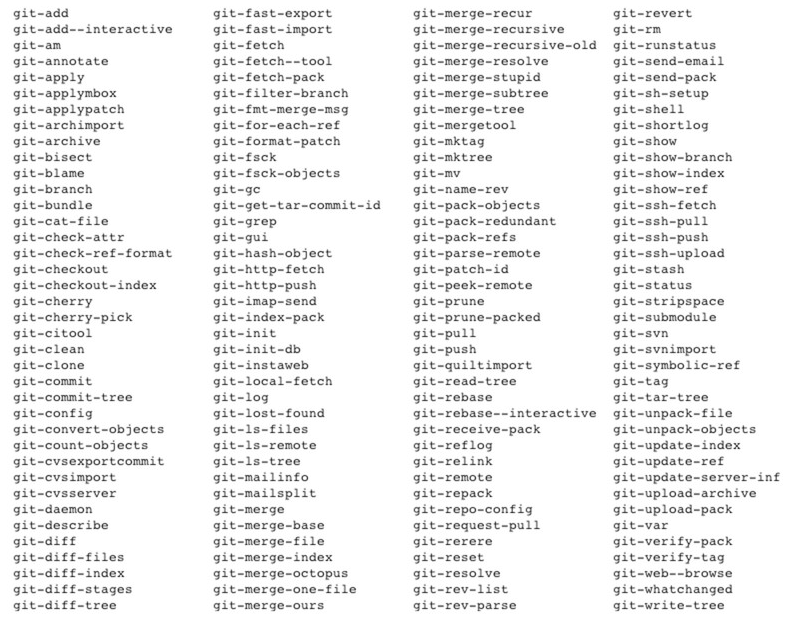 git-add
git-add--interactive
git-am
git-annotate
git-apply
git-applymbox
git-applypatch
git-archimport
git-archive
git-bisect
git-blame
git-branch
git-bundle
git-cat-file
git-check-attr
git-check-ref-format
git-checkout
git-checkout-index
git-cherry
git-cherry-pick
git-citool
git-clean
git-clone
git-commit
git-commit-tree
git-config
git-convert-objects
git-count-objects
git-cvsexportcommit
git-cvsimport
git-cvsserver
git-daemon
git-describe
git-diff
git-diff-files
git-diff-index
git-diff-stages
git-diff-tree
git-fast-export
git-fast-import
git-fetch
git-fetch--tool
git-fetch-pack
git-filter-branch
git-fmt-merge-msg
git-for-each-ref
git-format-patch
git-fsck
git-fsck-objects
git-gc
git-get-tar-commit-id
git-grep
git-gui
git-hash-object
git-http-fetch
git-http-push
git-imap-send
git-index-pack
git-init
git-init-db
git-instaweb
git-local-fetch
git-log
git-lost-found
git-ls-files
git-ls-remote
git-ls-tree
git-mailinfo
git-mailsplit
git-merge
git-merge-base
git-merge-file
git-merge-index
git-merge-octopus
git-merge-one-file
git-merge-ours
git-merge-recur
git-merge-recursive
git-merge-recursive-old
git-merge-resolve
git-merge-stupid
git-merge-subtree
git-merge-tree
git-mergetool
git-mktag
git-mktree
git-mv
git-name-rev
git-pack-objects
git-pack-redundant
git-pack-refs
git-parse-remote
git-patch-id
git-peek-remote
git-prune
git-prune-packed
git-pull
git-push
git-quiltimport
git-read-tree
git-rebase
git-rebase--interactive
git-receive-pack
git-reflog
git-relink
git-remote
git-repack
git-repo-config
git-request-pull
git-rerere
git-reset
git-resolve
git-rev-list
git-rev-parse
git-revert
git-rm
git-runstatus
git-send-email
git-send-pack
git-sh-setup
git-shell
git-shortlog
git-show
git-show-branch
git-show-index
git-show-ref
git-ssh-fetch
git-ssh-pull
git-ssh-push
git-ssh-upload
git-stash
git-status
git-stripspace
git-submodule
git-svn
git-svnimport
git-symbolic-ref
git-tag
git-tar-tree
git-unpack-file
git-unpack-objects
git-update-index
git-update-ref
git-update-server-inf
git-upload-archive
git-upload-pack
git-var
git-verify-pack
git-verify-tag
git-web--browse
git-whatchanged
git-write-tree